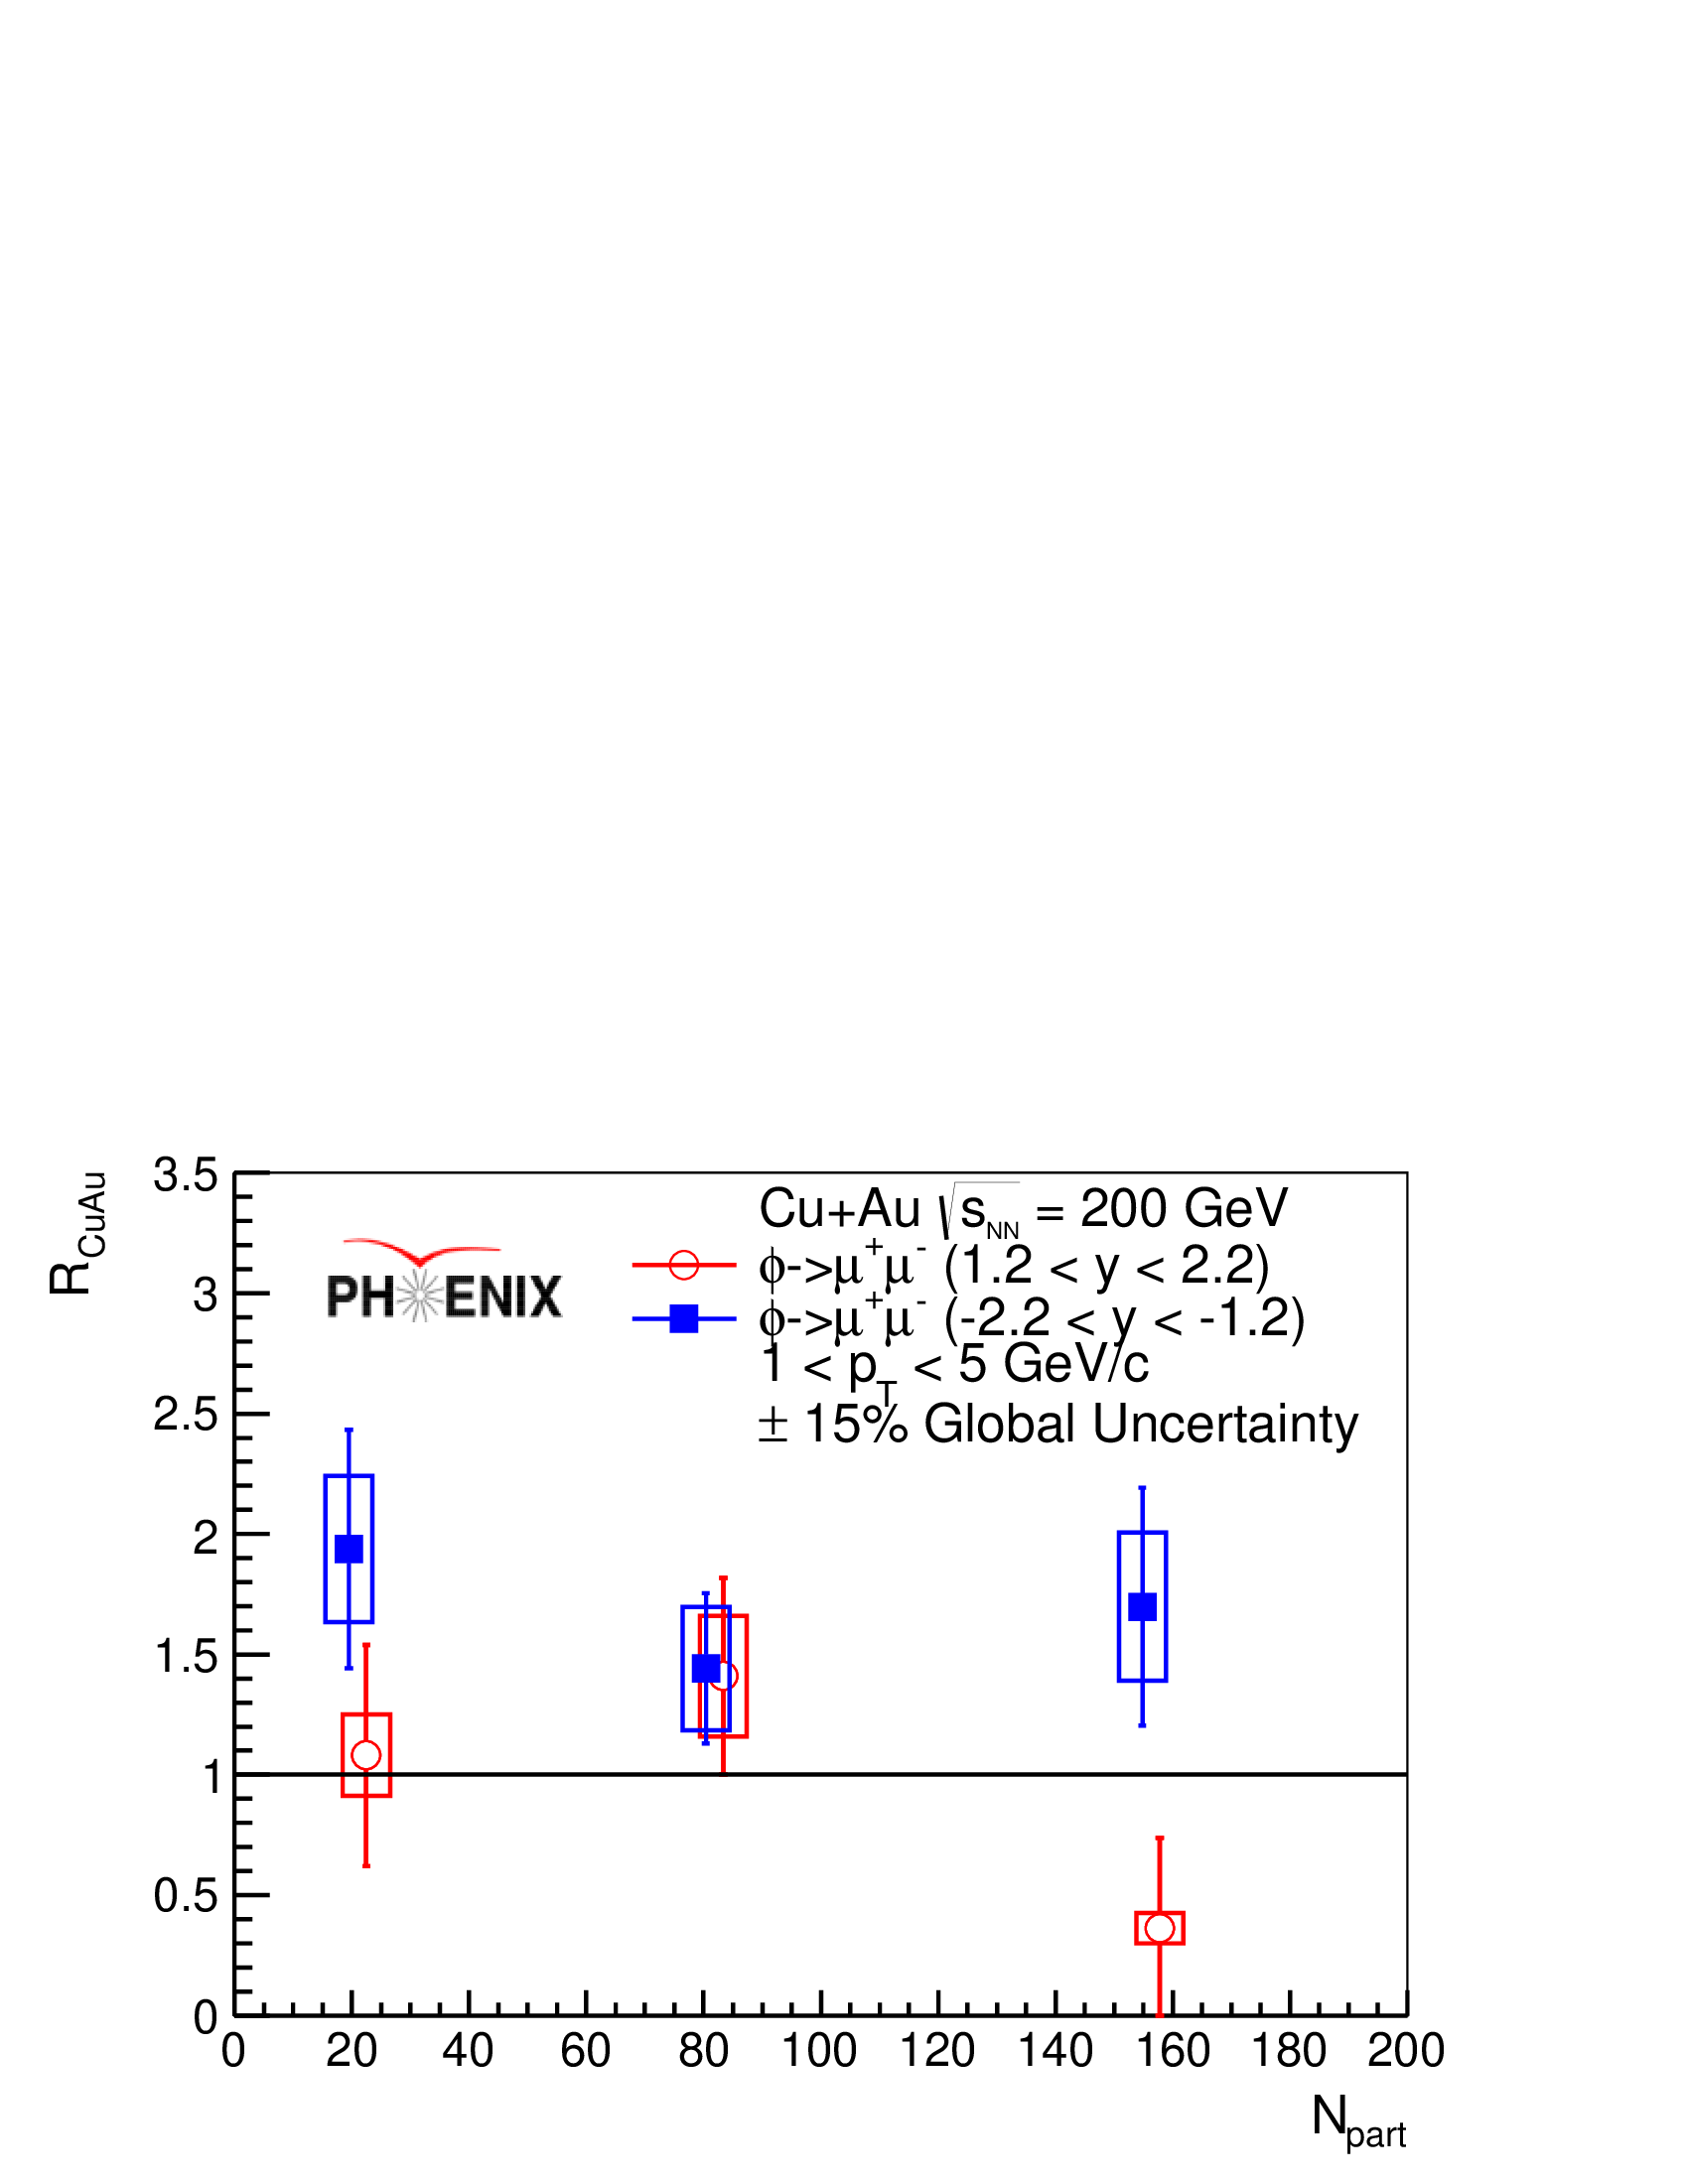 R_CuAu
3.5
3
2.5
2
1.5
1
0.5
0
PHENIX
Cu+Au √s_NN = 200 GeV
ϕ->μ⁺μ⁻ (1.2 < y < 2.2)
ϕ->μ⁺μ⁻ (-2.2 < y < -1.2)
1 < p_T < 5 GeV/c
± 15% Global Uncertainty
0 20 40 60 80 100 120 140 160 180 200
N_part